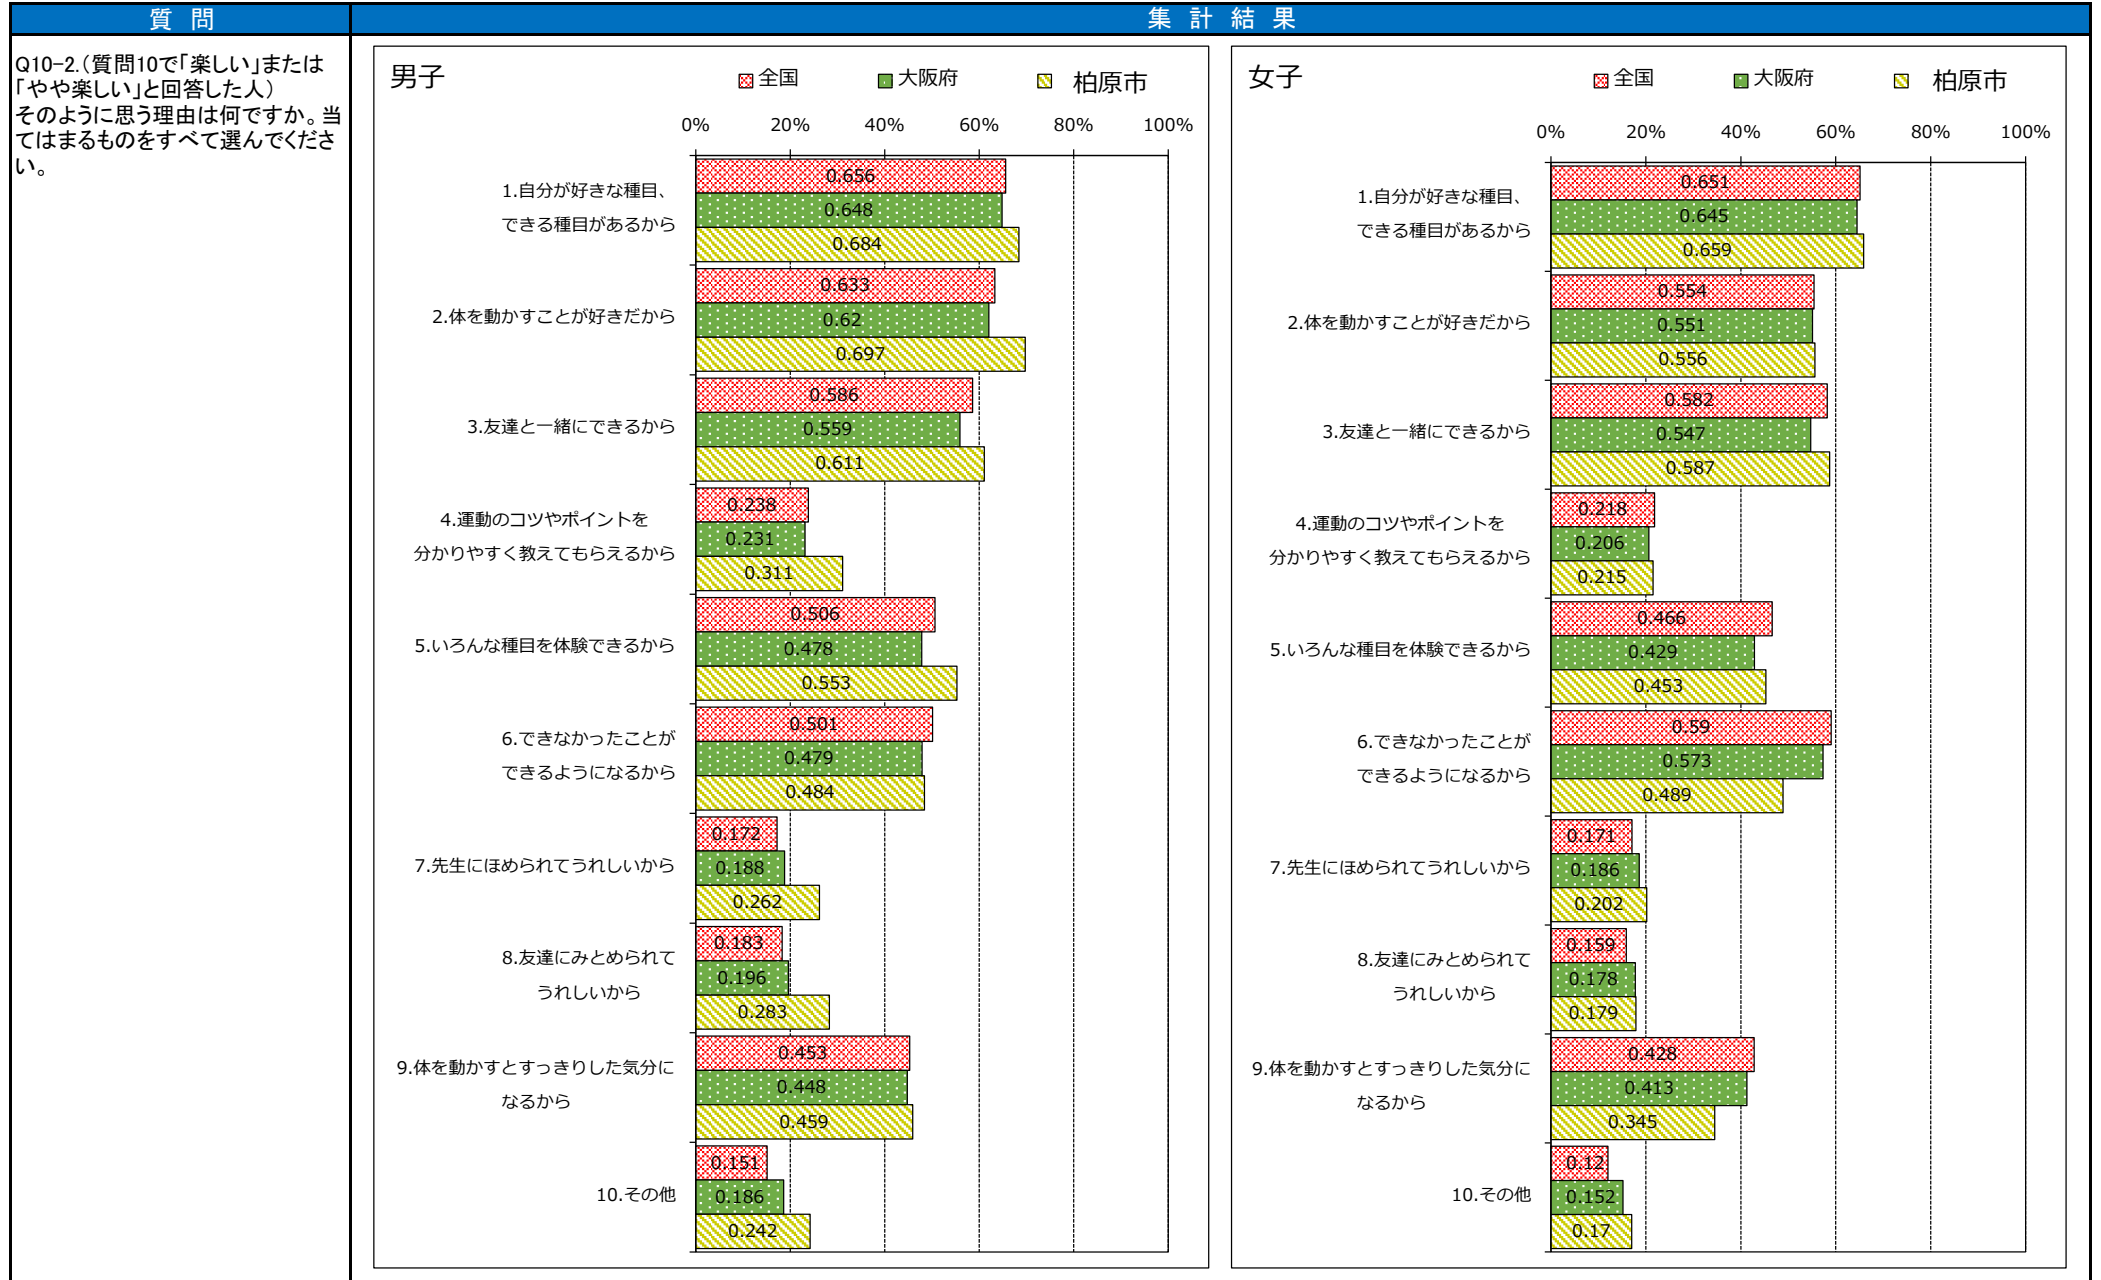 質 問
集 計 結 果
Q10-2.(質問10で「楽しい」または
「やや楽しい」と回答した人)
そのように思う理由は何ですか。当
てはまるものをすべて選んでくださ
い。
男子
全国
大阪府
柏原市
0% 20% 40% 60% 80% 100%
1.自分が好きな種目、
できる種目があるから
0.656
0.648
0.684
2.体を動かすことが好きだから
0.633
0.62
0.697
3.友達と一緒にできるから
0.586
0.559
0.611
4.運動のコツやポイントを
分かりやすく教えてもらえるから
0.238
0.231
0.311
5.いろんな種目を体験できるから
0.506
0.478
0.553
6.できなかったことが
できるようになるから
0.501
0.479
0.484
7.先生にほめられてうれしいから
0.172
0.188
0.262
8.友達にみとめられて
うれしいから
0.183
0.196
0.283
9.体を動かすとすっきりした気分に
なるから
0.453
0.448
0.459
10.その他
0.151
0.186
0.242
女子
全国
大阪府
柏原市
0% 20% 40% 60% 80% 100%
1.自分が好きな種目、
できる種目があるから
0.651
0.645
0.659
2.体を動かすことが好きだから
0.554
0.551
0.556
3.友達と一緒にできるから
0.582
0.547
0.587
4.運動のコツやポイントを
分かりやすく教えてもらえるから
0.218
0.206
0.215
5.いろんな種目を体験できるから
0.466
0.429
0.453
6.できなかったことが
できるようになるから
0.59
0.573
0.489
7.先生にほめられてうれしいから
0.171
0.186
0.202
8.友達にみとめられて
うれしいから
0.159
0.178
0.179
9.体を動かすとすっきりした気分に
なるから
0.428
0.413
0.345
10.その他
0.12
0.152
0.17